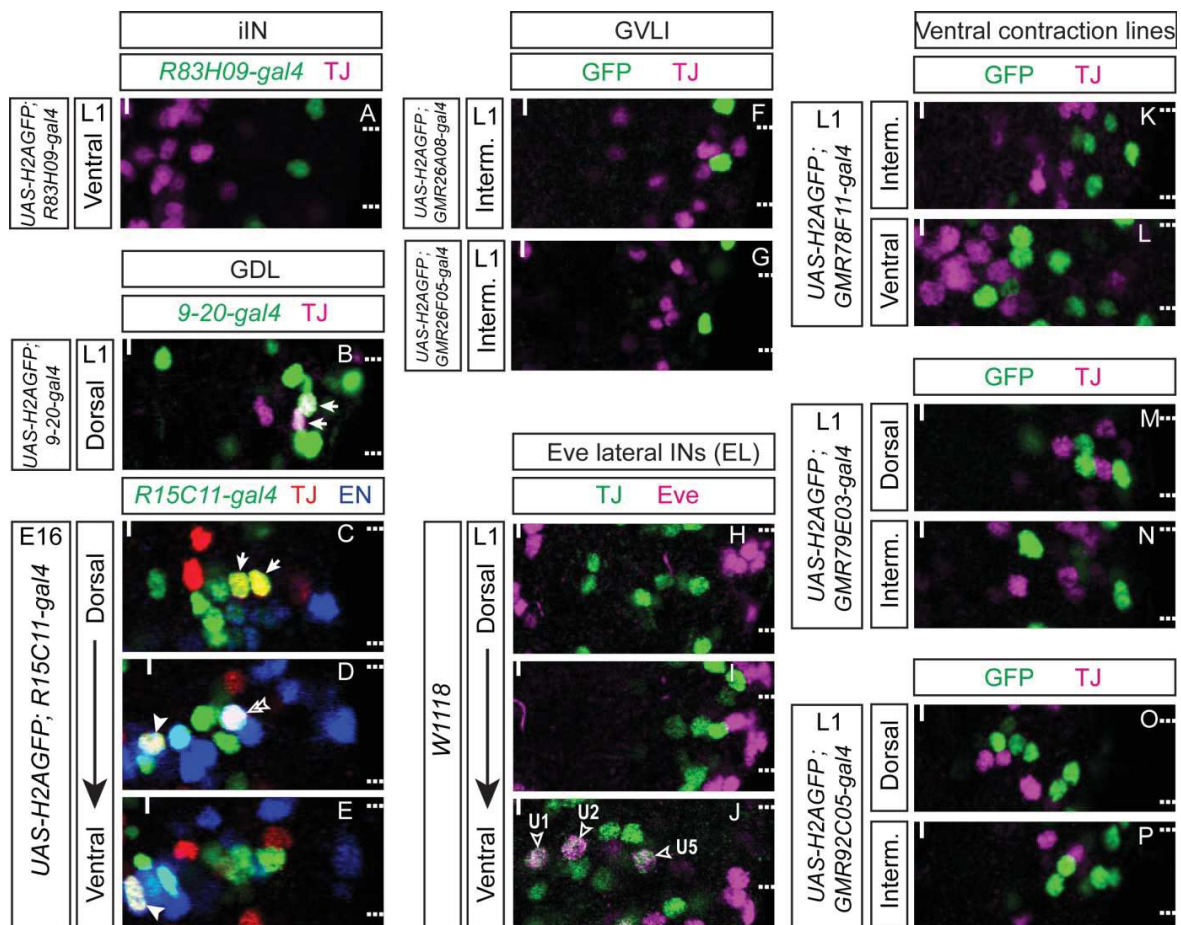 iIN
R83H09-gal4 TJ
UAS-H2AGFP;
R83H09-gal4
L1
Ventral
A
GDL
9-20-gal4 TJ
UAS-H2AGFP;
9-20-gal4
L1
Dorsal
B
R15C11-gal4 TJ EN
UAS-H2AGFP; R15C11-gal4
E16
Dorsal
Ventral
C
D
E
GVLI
GFP TJ
UAS-H2AGFP;
GMR26A08-gal4
L1
Interm.
F
UAS-H2AGFP;
GMR26F05-gal4
L1
Interm.
G
Eve lateral INs (EL)
TJ Eve
W1118
L1
Dorsal
Ventral
H
I
J
U1
U2
U5
Ventral contraction lines
GFP TJ
L1
UAS-H2AGFP;
GMR78F11-gal4
Interm.
K
Ventral
L
GFP TJ
L1
UAS-H2AGFP;
GMR79E03-gal4
Dorsal
M
Interm.
N
GFP TJ
L1
UAS-H2AGFP;
GMR92C05-gal4
Dorsal
O
Interm.
P